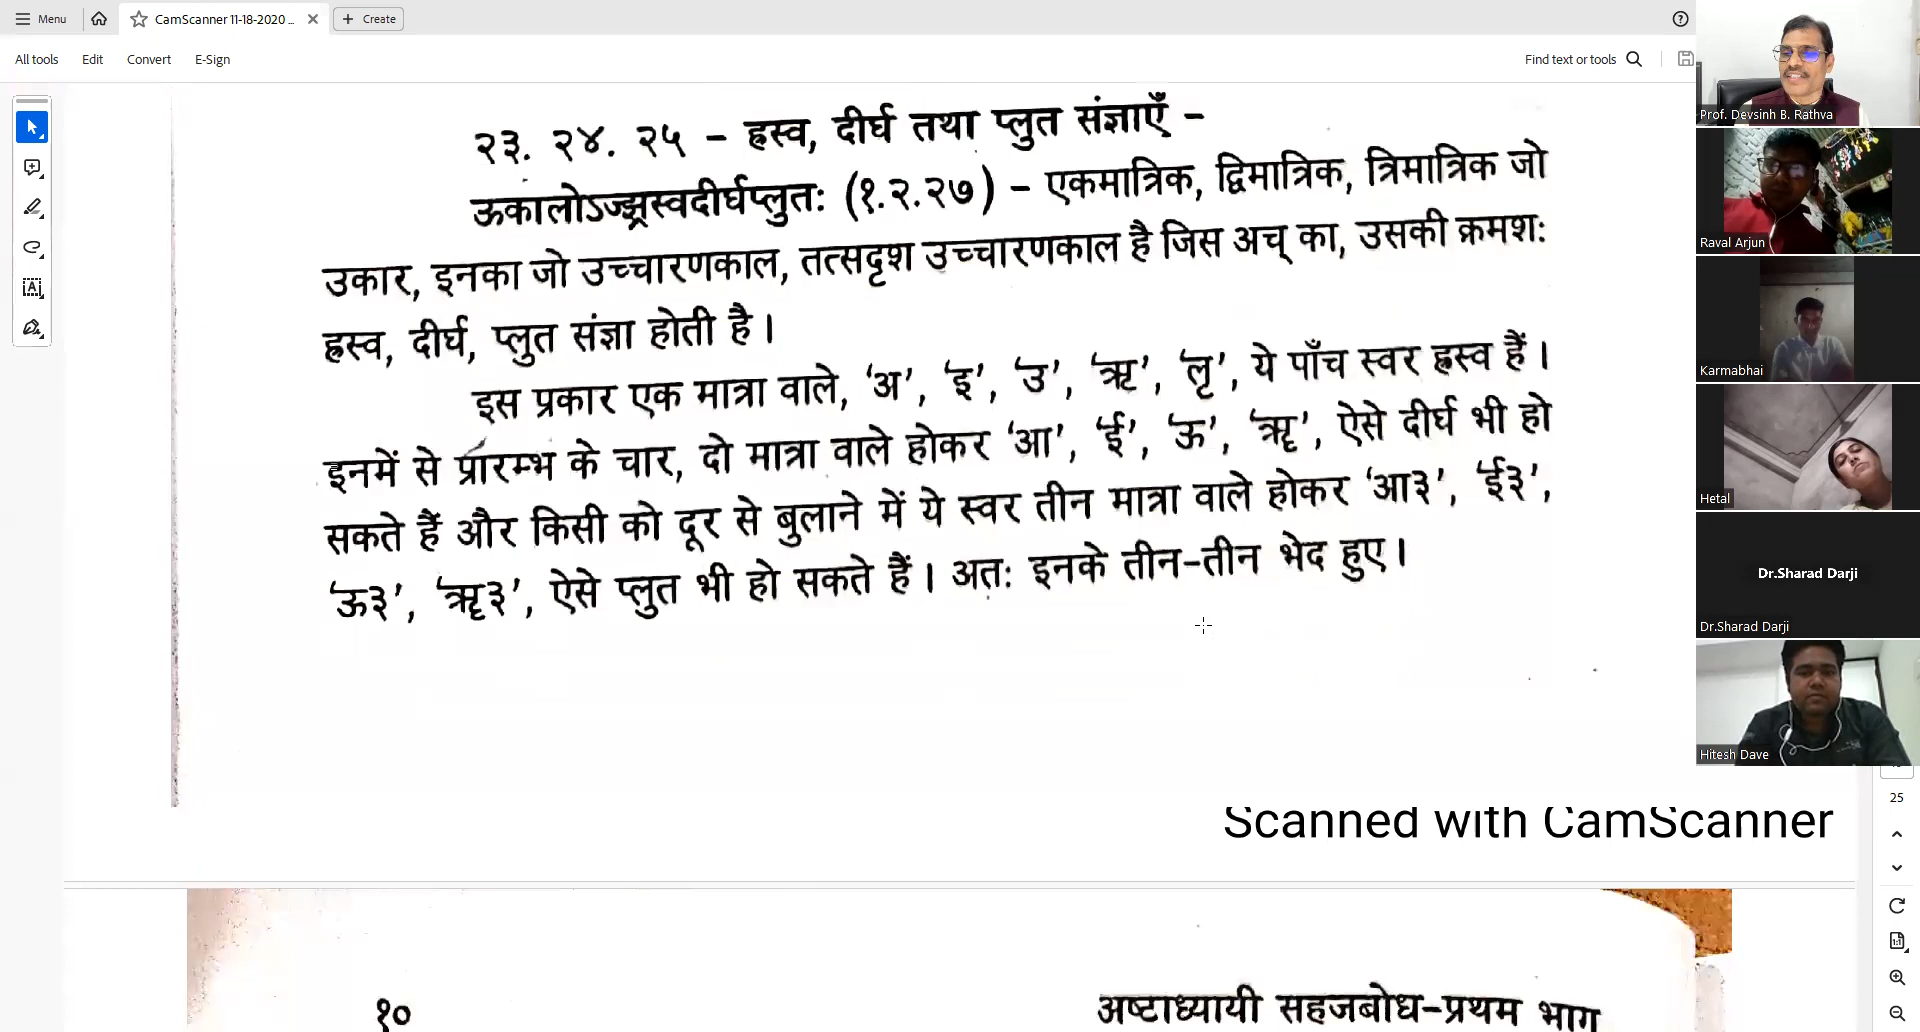 Menu
CamScanner 11-18-2020 ...
Create
All tools
Edit
Convert
E-Sign
Find text or tools
२३. २४. २५ – ह्रस्व, दीर्घ तथा प्लुत संज्ञाएँ –
ऊकालोऽज्झ्रस्वदीर्घप्लुतः (१.२.२७) – एकमात्रिक, द्विमात्रिक, त्रिमात्रिक जो
उकार, इनका जो उच्चारणकाल, तत्सदृश उच्चारणकाल है जिस अच् का, उसकी क्रमशः
ह्रस्व, दीर्घ, प्लुत संज्ञा होती है।
इस प्रकार एक मात्रा वाले, 'अ', 'इ', 'उ', 'ऋ', 'लृ', ये पाँच स्वर ह्रस्व हैं।
इनमें से प्रारम्भ के चार, दो मात्रा वाले होकर 'आ', 'ई', 'ऊ', 'ॠ', ऐसे दीर्घ भी हो
सकते हैं और किसी को दूर से बुलाने में ये स्वर तीन मात्रा वाले होकर 'आ३', 'ई३',
'ऊ३', 'ॠ३', ऐसे प्लुत भी हो सकते हैं। अतः इनके तीन-तीन भेद हुए।
Scanned with CamScanner
१० अष्टाध्यायी सहजबोध-प्रथम भाग
Prof. Devsinh B. Rathva
Raval Arjun
Karmabhai
Hetal
Dr.Sharad Darji
Dr.Sharad Darji
Hitesh Dave
25